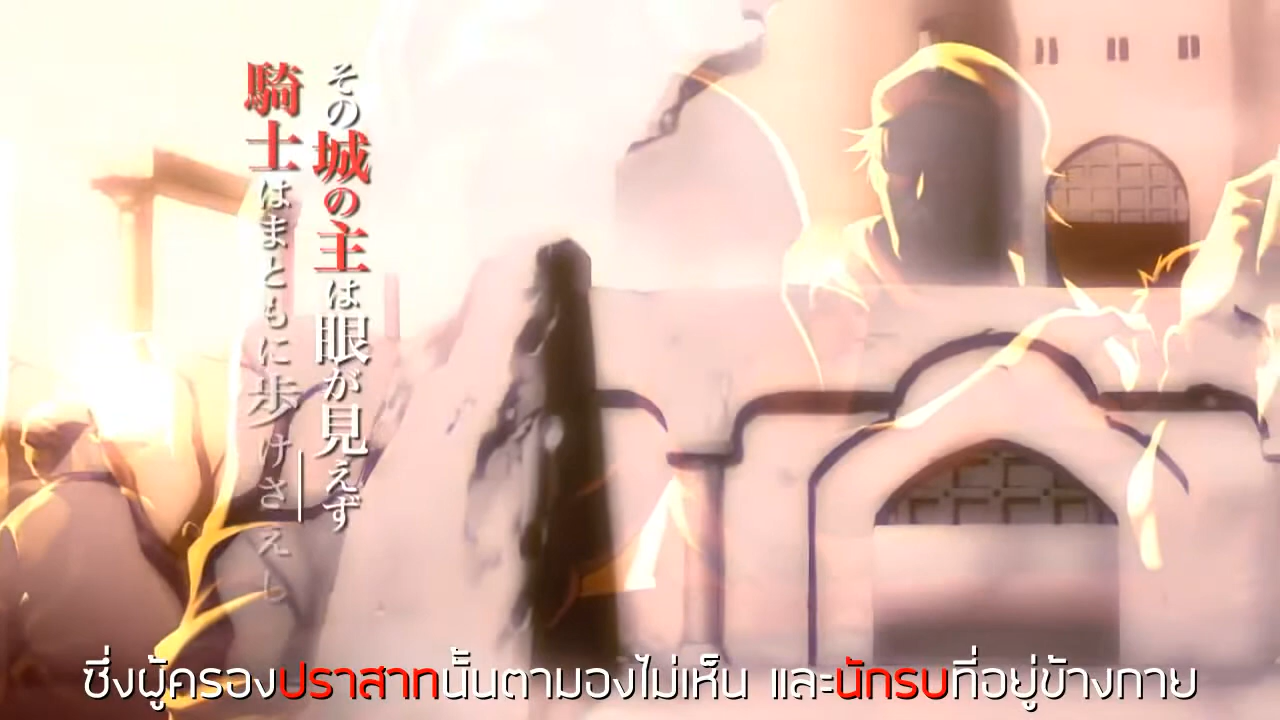 その城の主は眼が見えず
騎士はまともに歩けさえし
ซึ่งผู้ครองปราสาทนั้นตามองไม่เห็น และนักรบที่อยู่ข้างกาย